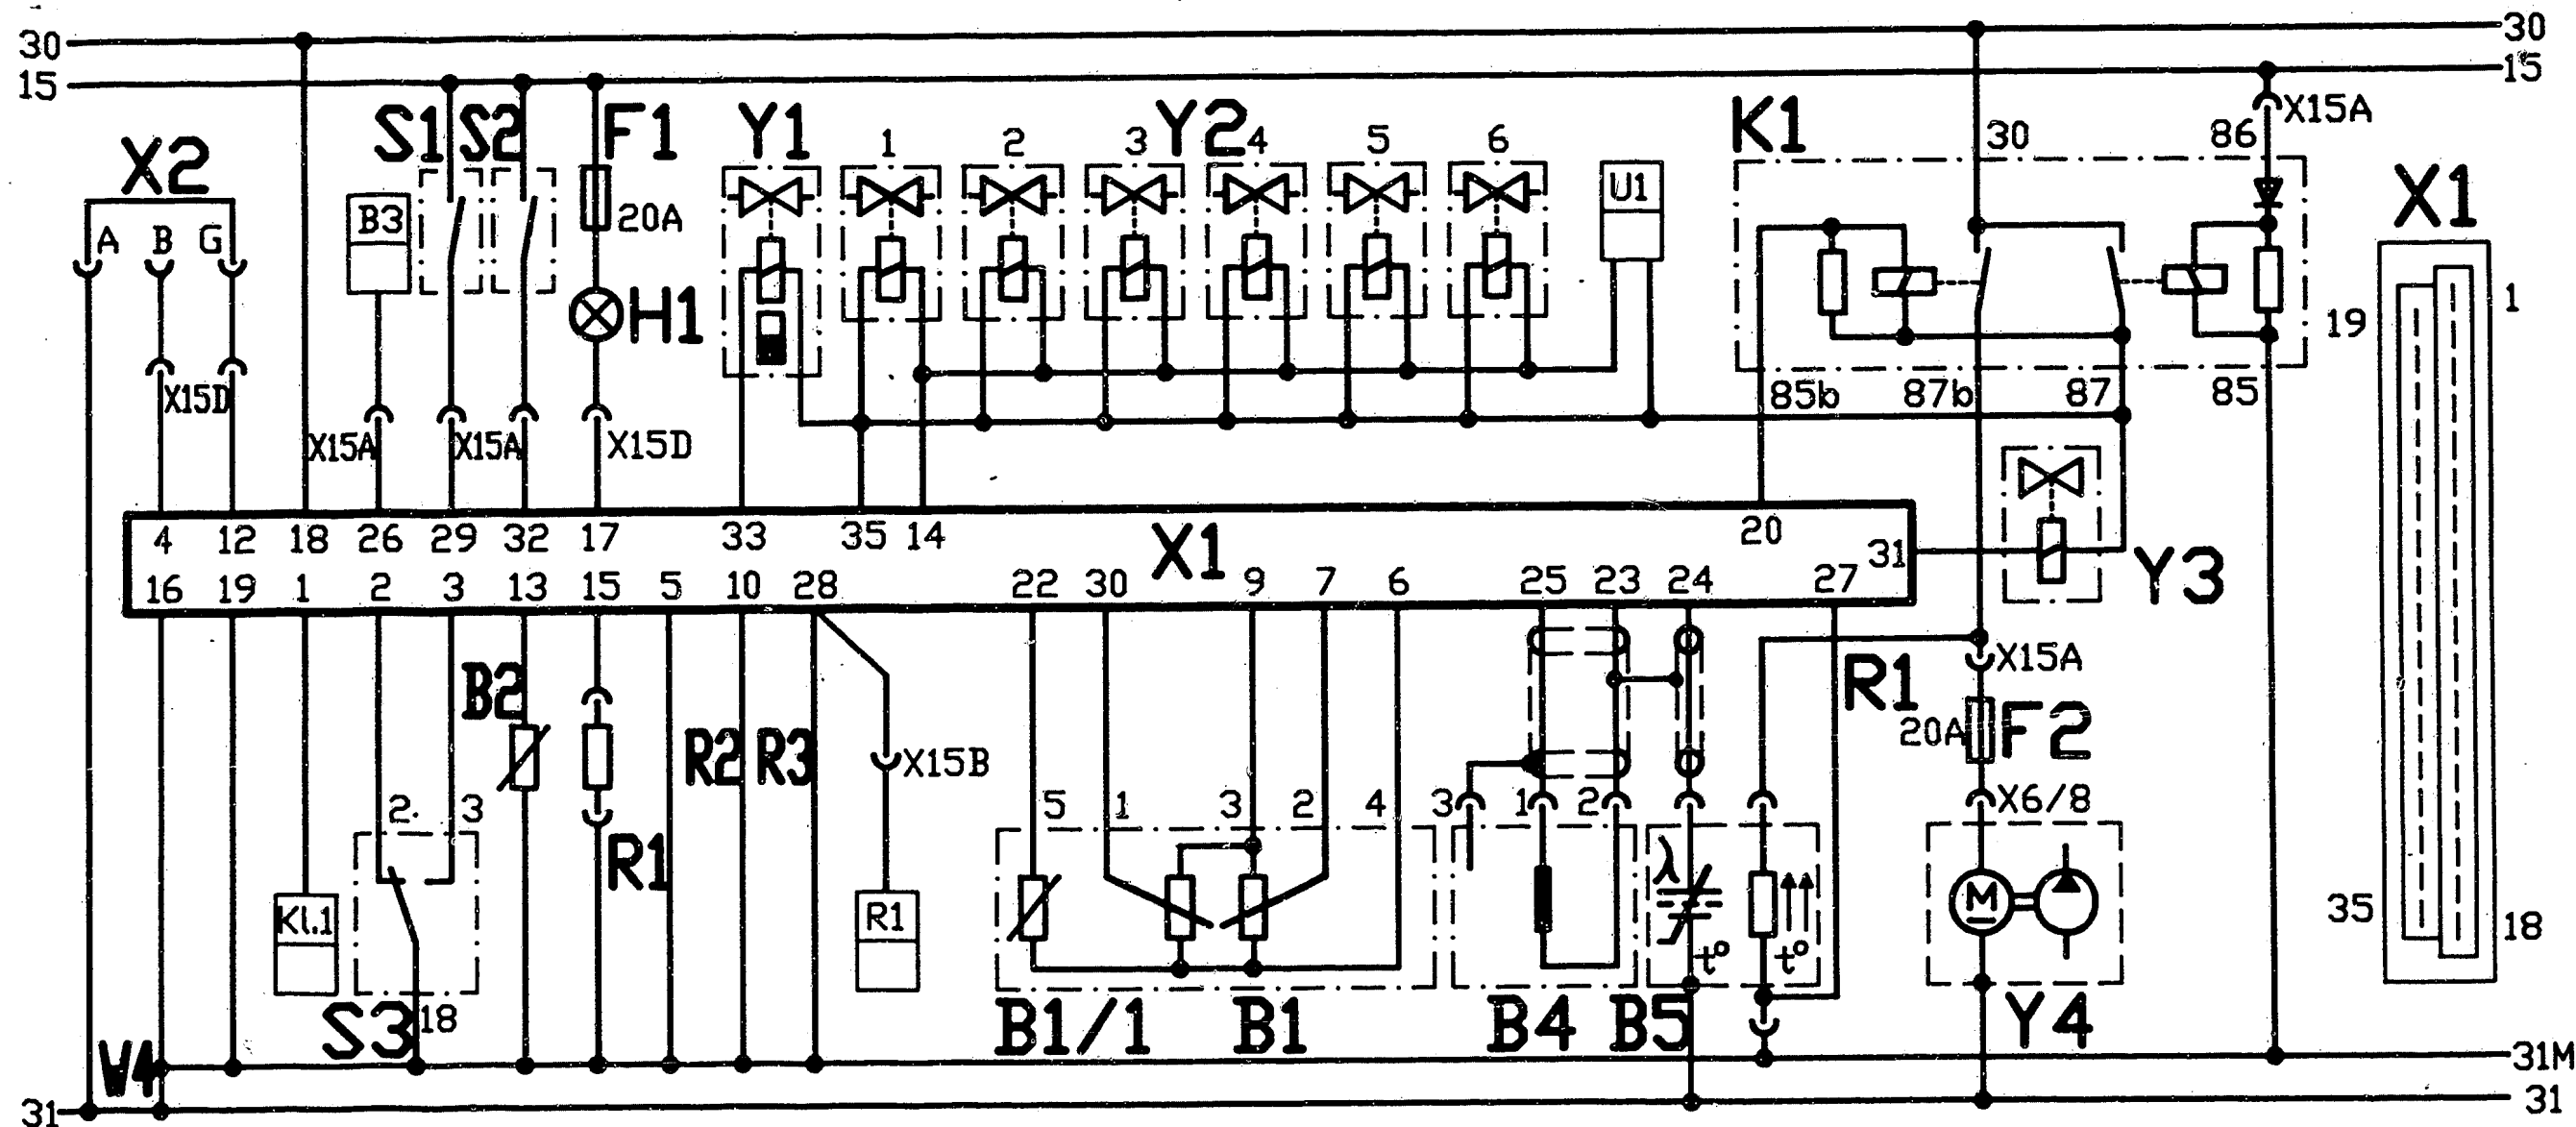 30 30
15 15
X2 S1 S2 F1 Y1 1 2 3 Y2 4 5 6 K1 30 86 X15A
A B G B3 20A U1 X1
H1 19 1
X15D 85b 87b 87 85
X15A X15A X15D
4 12 18 26 29 32 17 33 35 14 X1 20 31 Y3
16 19 1 2 3 13 15 5 10 28 22 30 9 7 6 25 23 24 27
B2 R1 X15A
R2 R3 X15B 20A F2
2. 3 5 1 3 2 4 3 1 2 X6/8
R1 λ
Kl.1 R1 M 35 18
t° t°
S3 18 B1/1 B1 B4 B5 Y4
W4 31M
31 31